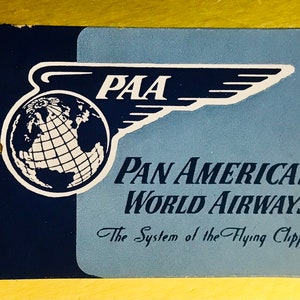 PAA
PAN AMERICA
WORLD AIRWAYS
The System of the Flying Clipp